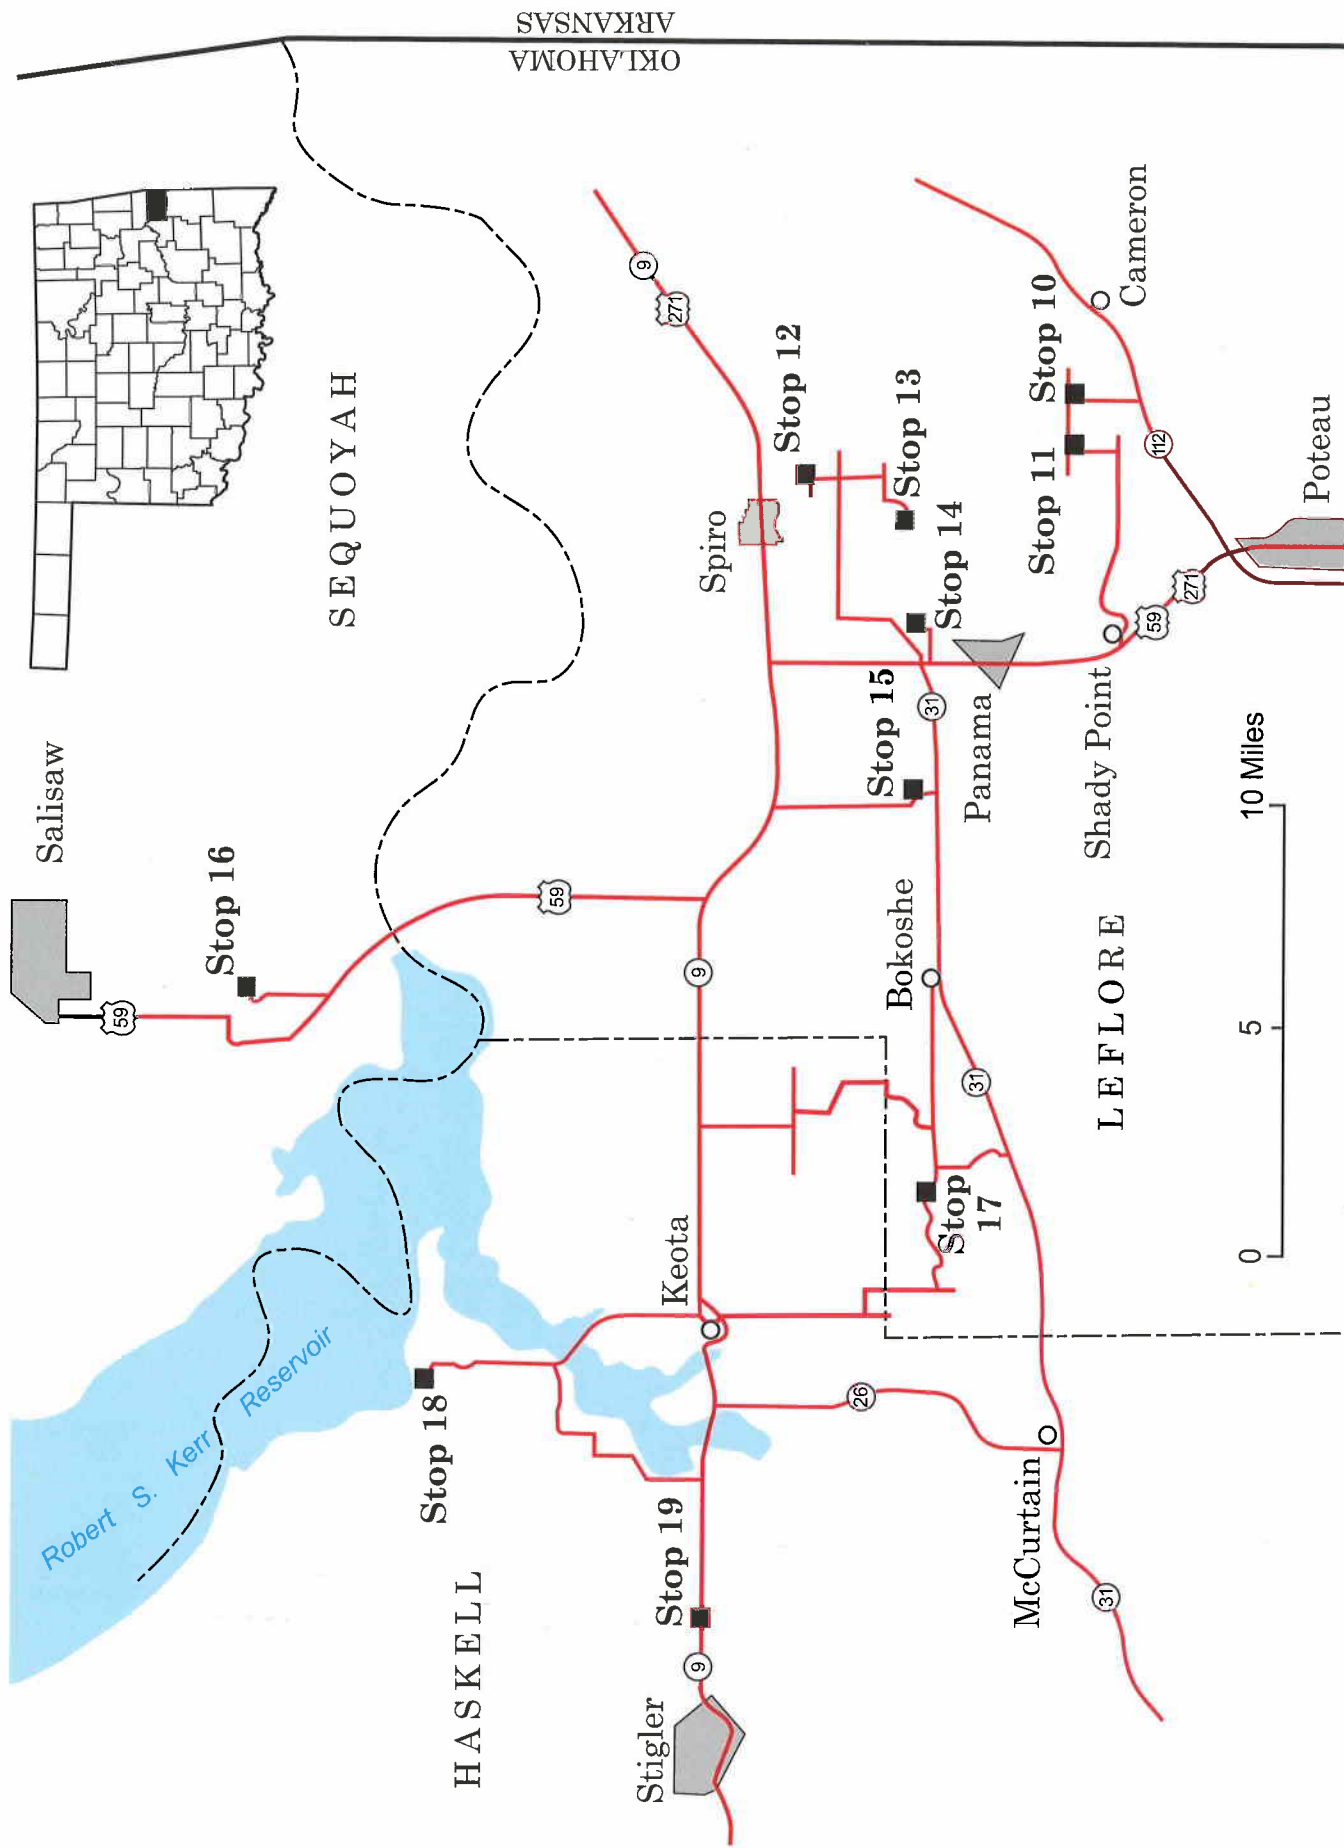 ARKANSAS
OKLAHOMA
Salisaw
59
Stop 16
SEQUOYAH
Robert S. Kerr Reservoir
59
9
271
Stop 12
Spiro
Stop 13
Stop 14
Stop 10
Cameron
Stop 11
112
Poteau
271
59
Shady Point
Panama
31
Stop 15
9
Bokoshe
31
LEFLORE
Stop
17
Keota
Stop 18
HASKELL
26
Stop 19
9
Stigler
McCurtain
31
0 5 10 Miles